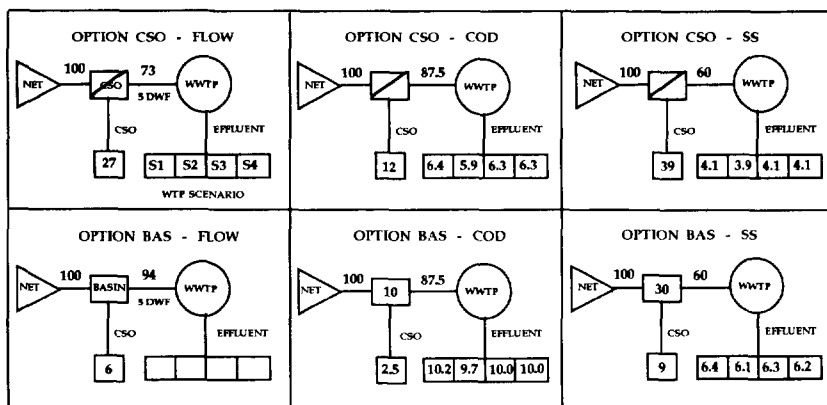 OPTION CSO - FLOW
100
73
NET
CSO
WWTP
5 DWF
CSO
EFFLUENT
27
S1 S2 S3 S4
WTP SCENARIO
OPTION CSO - COD
100
87.5
NET
WWTP
CSO
EFFLUENT
12
6.4 5.9 6.3 6.3
OPTION CSO - SS
100
60
NET
WWTP
CSO
EFFLUENT
39
4.1 3.9 4.1 4.1
OPTION BAS - FLOW
100
94
NET
BASIN
WWTP
5 DWF
CSO
EFFLUENT
6
OPTION BAS - COD
100
87.5
NET
10
WWTP
CSO
EFFLUENT
2.5
10.2 9.7 10.0 10.0
OPTION BAS - SS
100
60
NET
30
WWTP
CSO
EFFLUENT
9
6.4 6.1 6.3 6.2